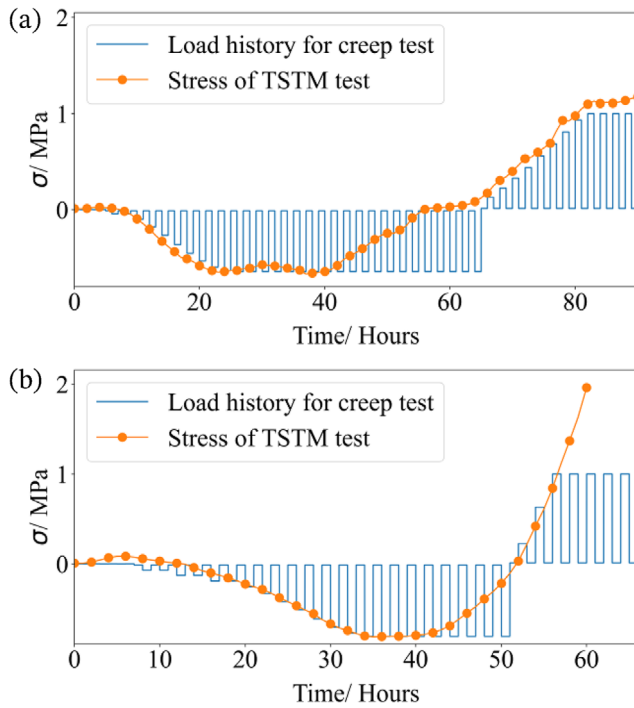 (a)
2
1
0
σ/ MPa
Load history for creep test
Stress of TSTM test
0 20 40 60 80
Time/ Hours
(b)
2
1
0
σ/ MPa
Load history for creep test
Stress of TSTM test
0 10 20 30 40 50 60
Time/ Hours